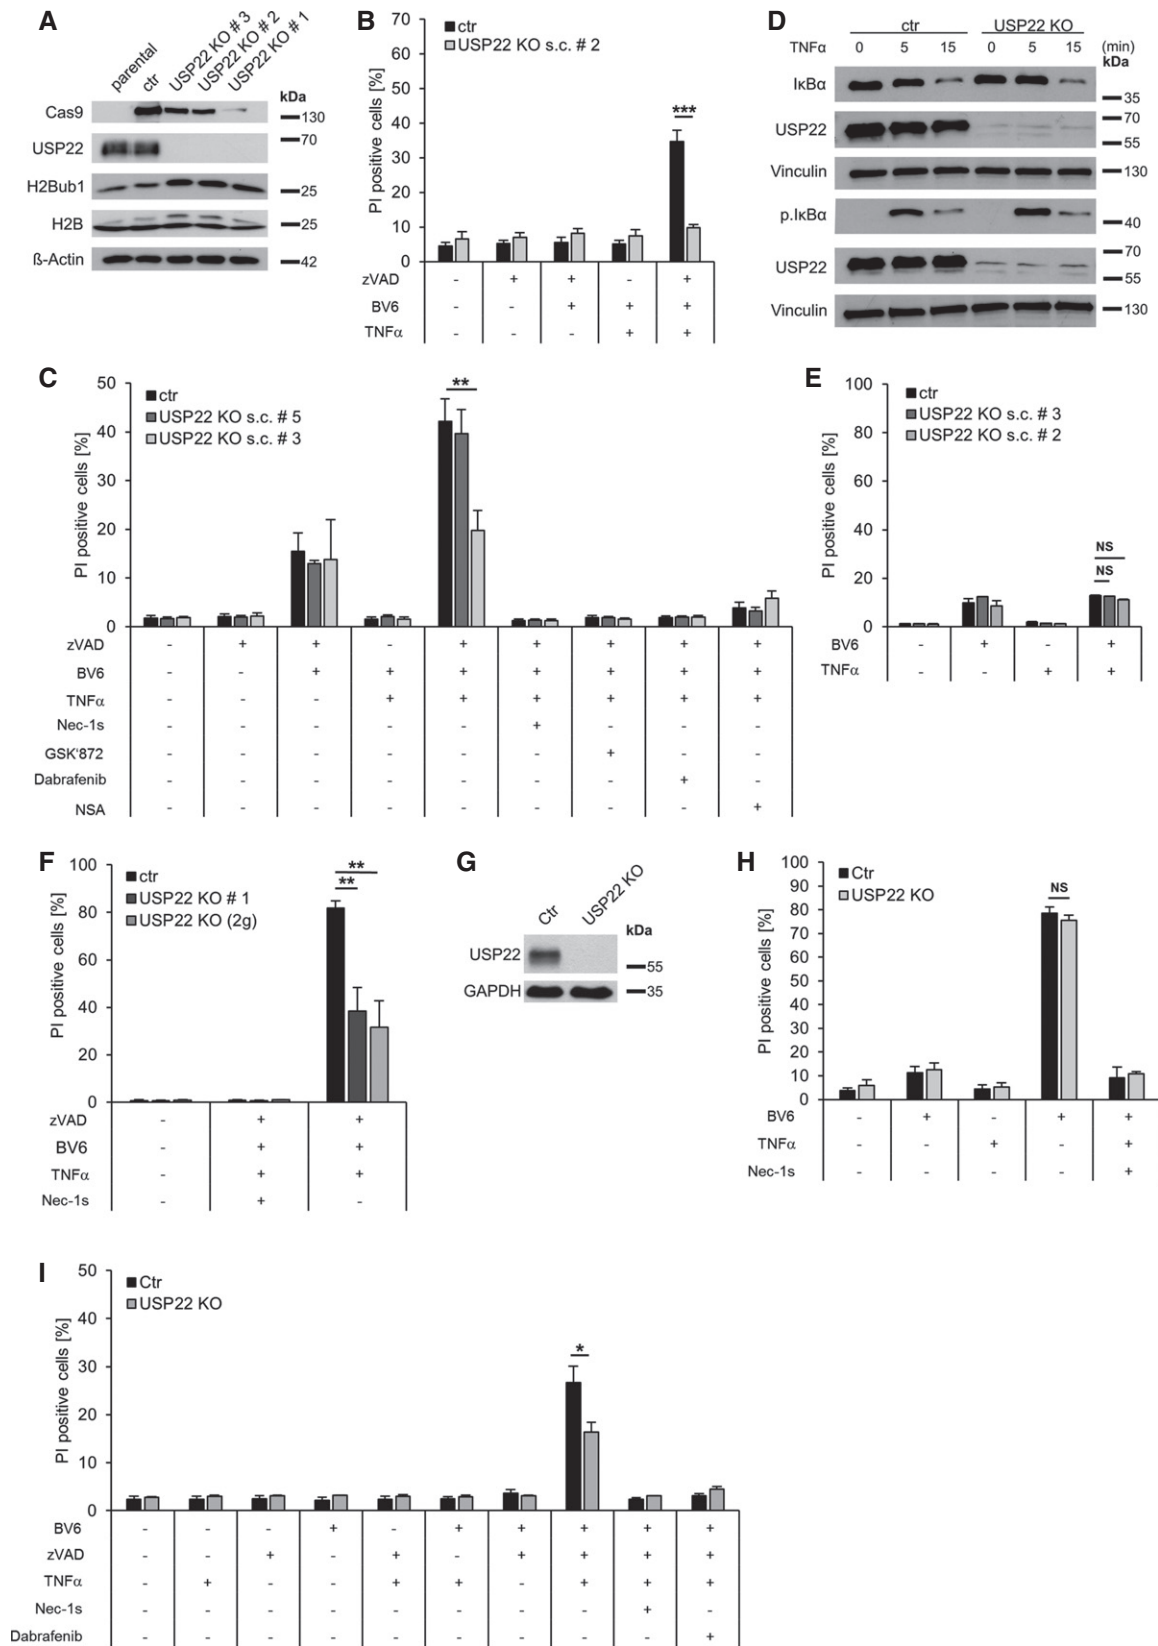 A
parental
ctr
USP22 KO # 3
USP22 KO # 2
USP22 KO # 1
kDa
Cas9
130
USP22
70
H2Bub1
25
H2B
25
ß-Actin
42
B
ctr
USP22 KO s.c. # 2
PI positive cells [%]
70
60
50
40
30
20
10
0
***
zVAD - + + - +
BV6 - - + + +
TNFα - - - + +
D
ctr USP22 KO
TNFα 0 5 15 0 5 15 (min)
kDa
IκBα
35
USP22
70
55
Vinculin
130
p.IκBα
40
USP22
70
55
Vinculin
130
C
ctr
USP22 KO s.c. # 5
USP22 KO s.c. # 3
PI positive cells [%]
50
40
30
20
10
0
**
zVAD - + + - + + + + +
BV6 - - + + + + + + +
TNFα - - - + + + + + +
Nec-1s - - - - - + - - -
GSK'872 - - - - - - + - -
Dabrafenib - - - - - - - + -
NSA - - - - - - - - +
E
ctr
USP22 KO s.c. # 3
USP22 KO s.c. # 2
PI positive cells [%]
100
80
60
40
20
0
NS
NS
BV6 - + - +
TNFα - - + +
F
ctr
USP22 KO # 1
USP22 KO (2g)
PI positive cells [%]
100
80
60
40
20
0
**
**
zVAD - + +
BV6 - + +
TNFα - + +
Nec-1s - + -
G
Ctr
USP22 KO
kDa
USP22
55
GAPDH
35
H
Ctr
USP22 KO
PI positive cells [%]
100
90
80
70
60
50
40
30
20
10
0
NS
BV6 - + - + +
TNFα - - + - +
Nec-1s - - - - +
I
Ctr
USP22 KO
PI positive cells [%]
50
40
30
20
10
0
*
BV6 - - - + - + + + + +
zVAD - - + - + - + + + +
TNFα - + - - + + - + + +
Nec-1s - - - - - - - - + -
Dabrafenib - - - - - - - - - +